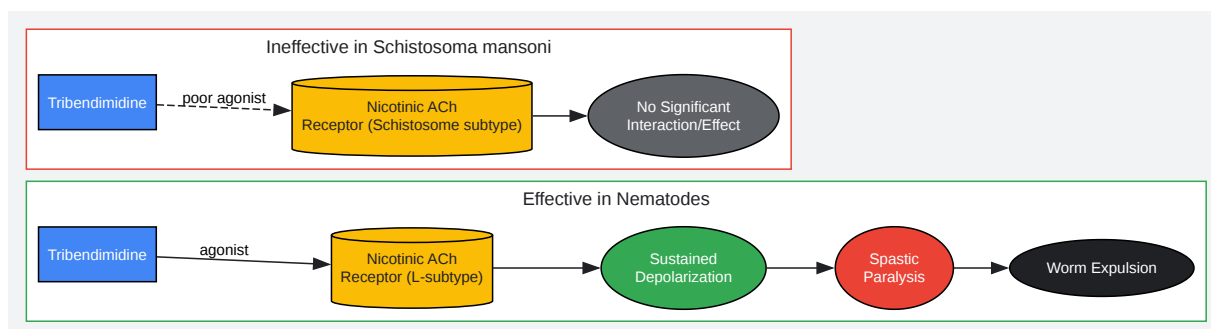 Ineffective in Schistosoma mansoni
Tribendimidine
poor agonist
Nicotinic ACh
Receptor (Schistosome subtype)
No Significant
Interaction/Effect
Effective in Nematodes
Tribendimidine
agonist
Nicotinic ACh
Receptor (L-subtype)
Sustained
Depolarization
Spastic
Paralysis
Worm Expulsion